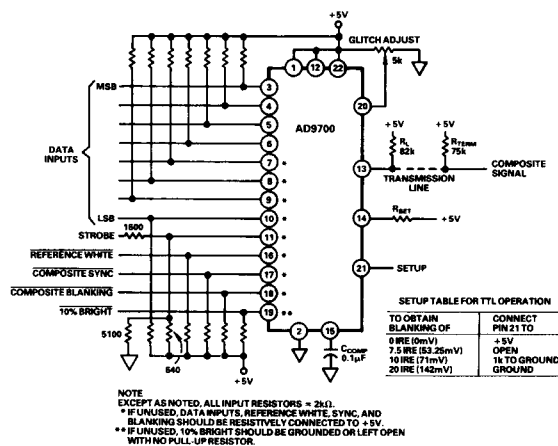 +5V
GLITCH ADJUST
5k
1 12 22
MSB 3
4
5
6
DATA INPUTS
7 *
8 *
9 *
LSB 10 *
STROBE 1600 11 *
REFERENCE WHITE 16 *
COMPOSITE SYNC 17 *
COMPOSITE BLANKING 18 *
10% BRIGHT 19 **
AD9700
20
+5V +5V
RL 82k
RTERM 75k
13
COMPOSITE SIGNAL
TRANSMISSION LINE
14 RSET +5V
21 SETUP
2 15
CCOMP 0.1μF
5100
640
+5V
SETUP TABLE FOR TTL OPERATION
TO OBTAIN BLANKING OF CONNECT PIN 21 TO
0 IRE (0mV) +5V
7.5 IRE (53.25mV) OPEN
10 IRE (71mV) 1k TO GROUND
20 IRE (142mV) GROUND
NOTE
EXCEPT AS NOTED, ALL INPUT RESISTORS = 2kΩ.
* IF UNUSED, DATA INPUTS, REFERENCE WHITE, SYNC, AND
BLANKING SHOULD BE RESISTIVELY CONNECTED TO +5V.
** IF UNUSED, 10% BRIGHT SHOULD BE GROUNDED OR LEFT OPEN
WITH NO PULL-UP RESISTOR.